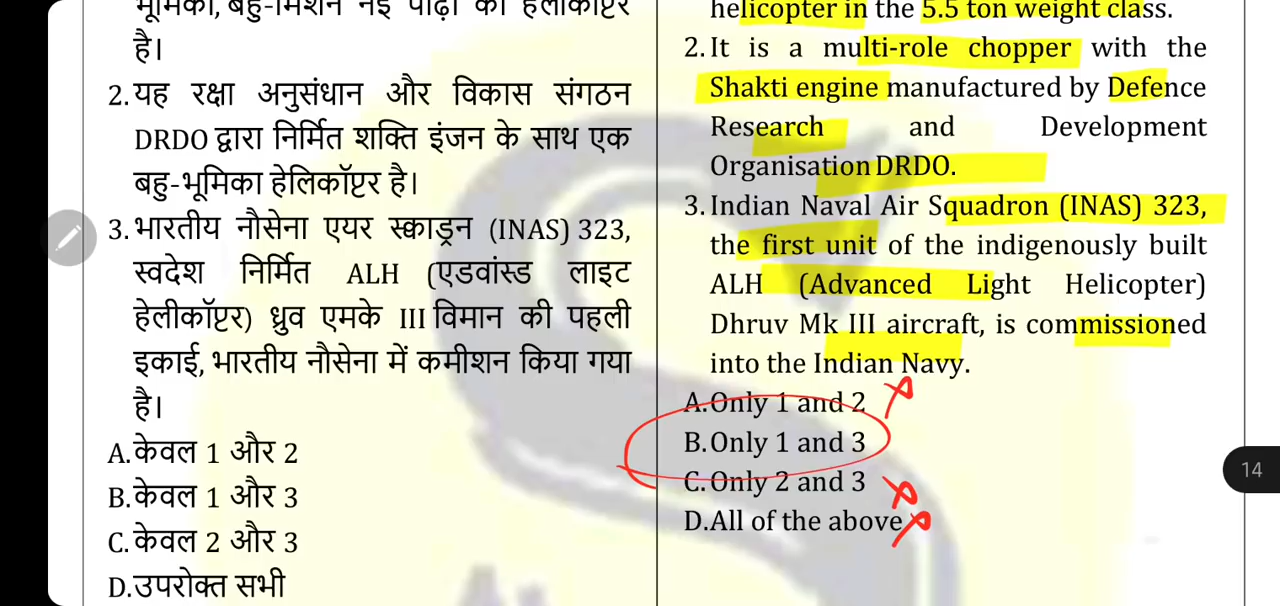 भूमिका, बहु-मिशन नई पीढ़ी का हेलीकॉप्टर
है।
2. यह रक्षा अनुसंधान और विकास संगठन
DRDO द्वारा निर्मित शक्ति इंजन के साथ एक
बहु-भूमिका हेलिकॉप्टर है।
3. भारतीय नौसेना एयर स्क्वाड्रन (INAS) 323,
स्वदेश निर्मित ALH (एडवांस्ड लाइट
हेलीकॉप्टर) ध्रुव एमके III विमान की पहली
इकाई, भारतीय नौसेना में कमीशन किया गया
है।
A. केवल 1 और 2
B. केवल 1 और 3
C. केवल 2 और 3
D. उपरोक्त सभी
helicopter in the 5.5 ton weight class.
2. It is a multi-role chopper with the
Shakti engine manufactured by Defence
Research and Development
Organisation DRDO.
3. Indian Naval Air Squadron (INAS) 323,
the first unit of the indigenously built
ALH (Advanced Light Helicopter)
Dhruv Mk III aircraft, is commissioned
into the Indian Navy.
A. Only 1 and 2
B. Only 1 and 3
C. Only 2 and 3
D. All of the above
14